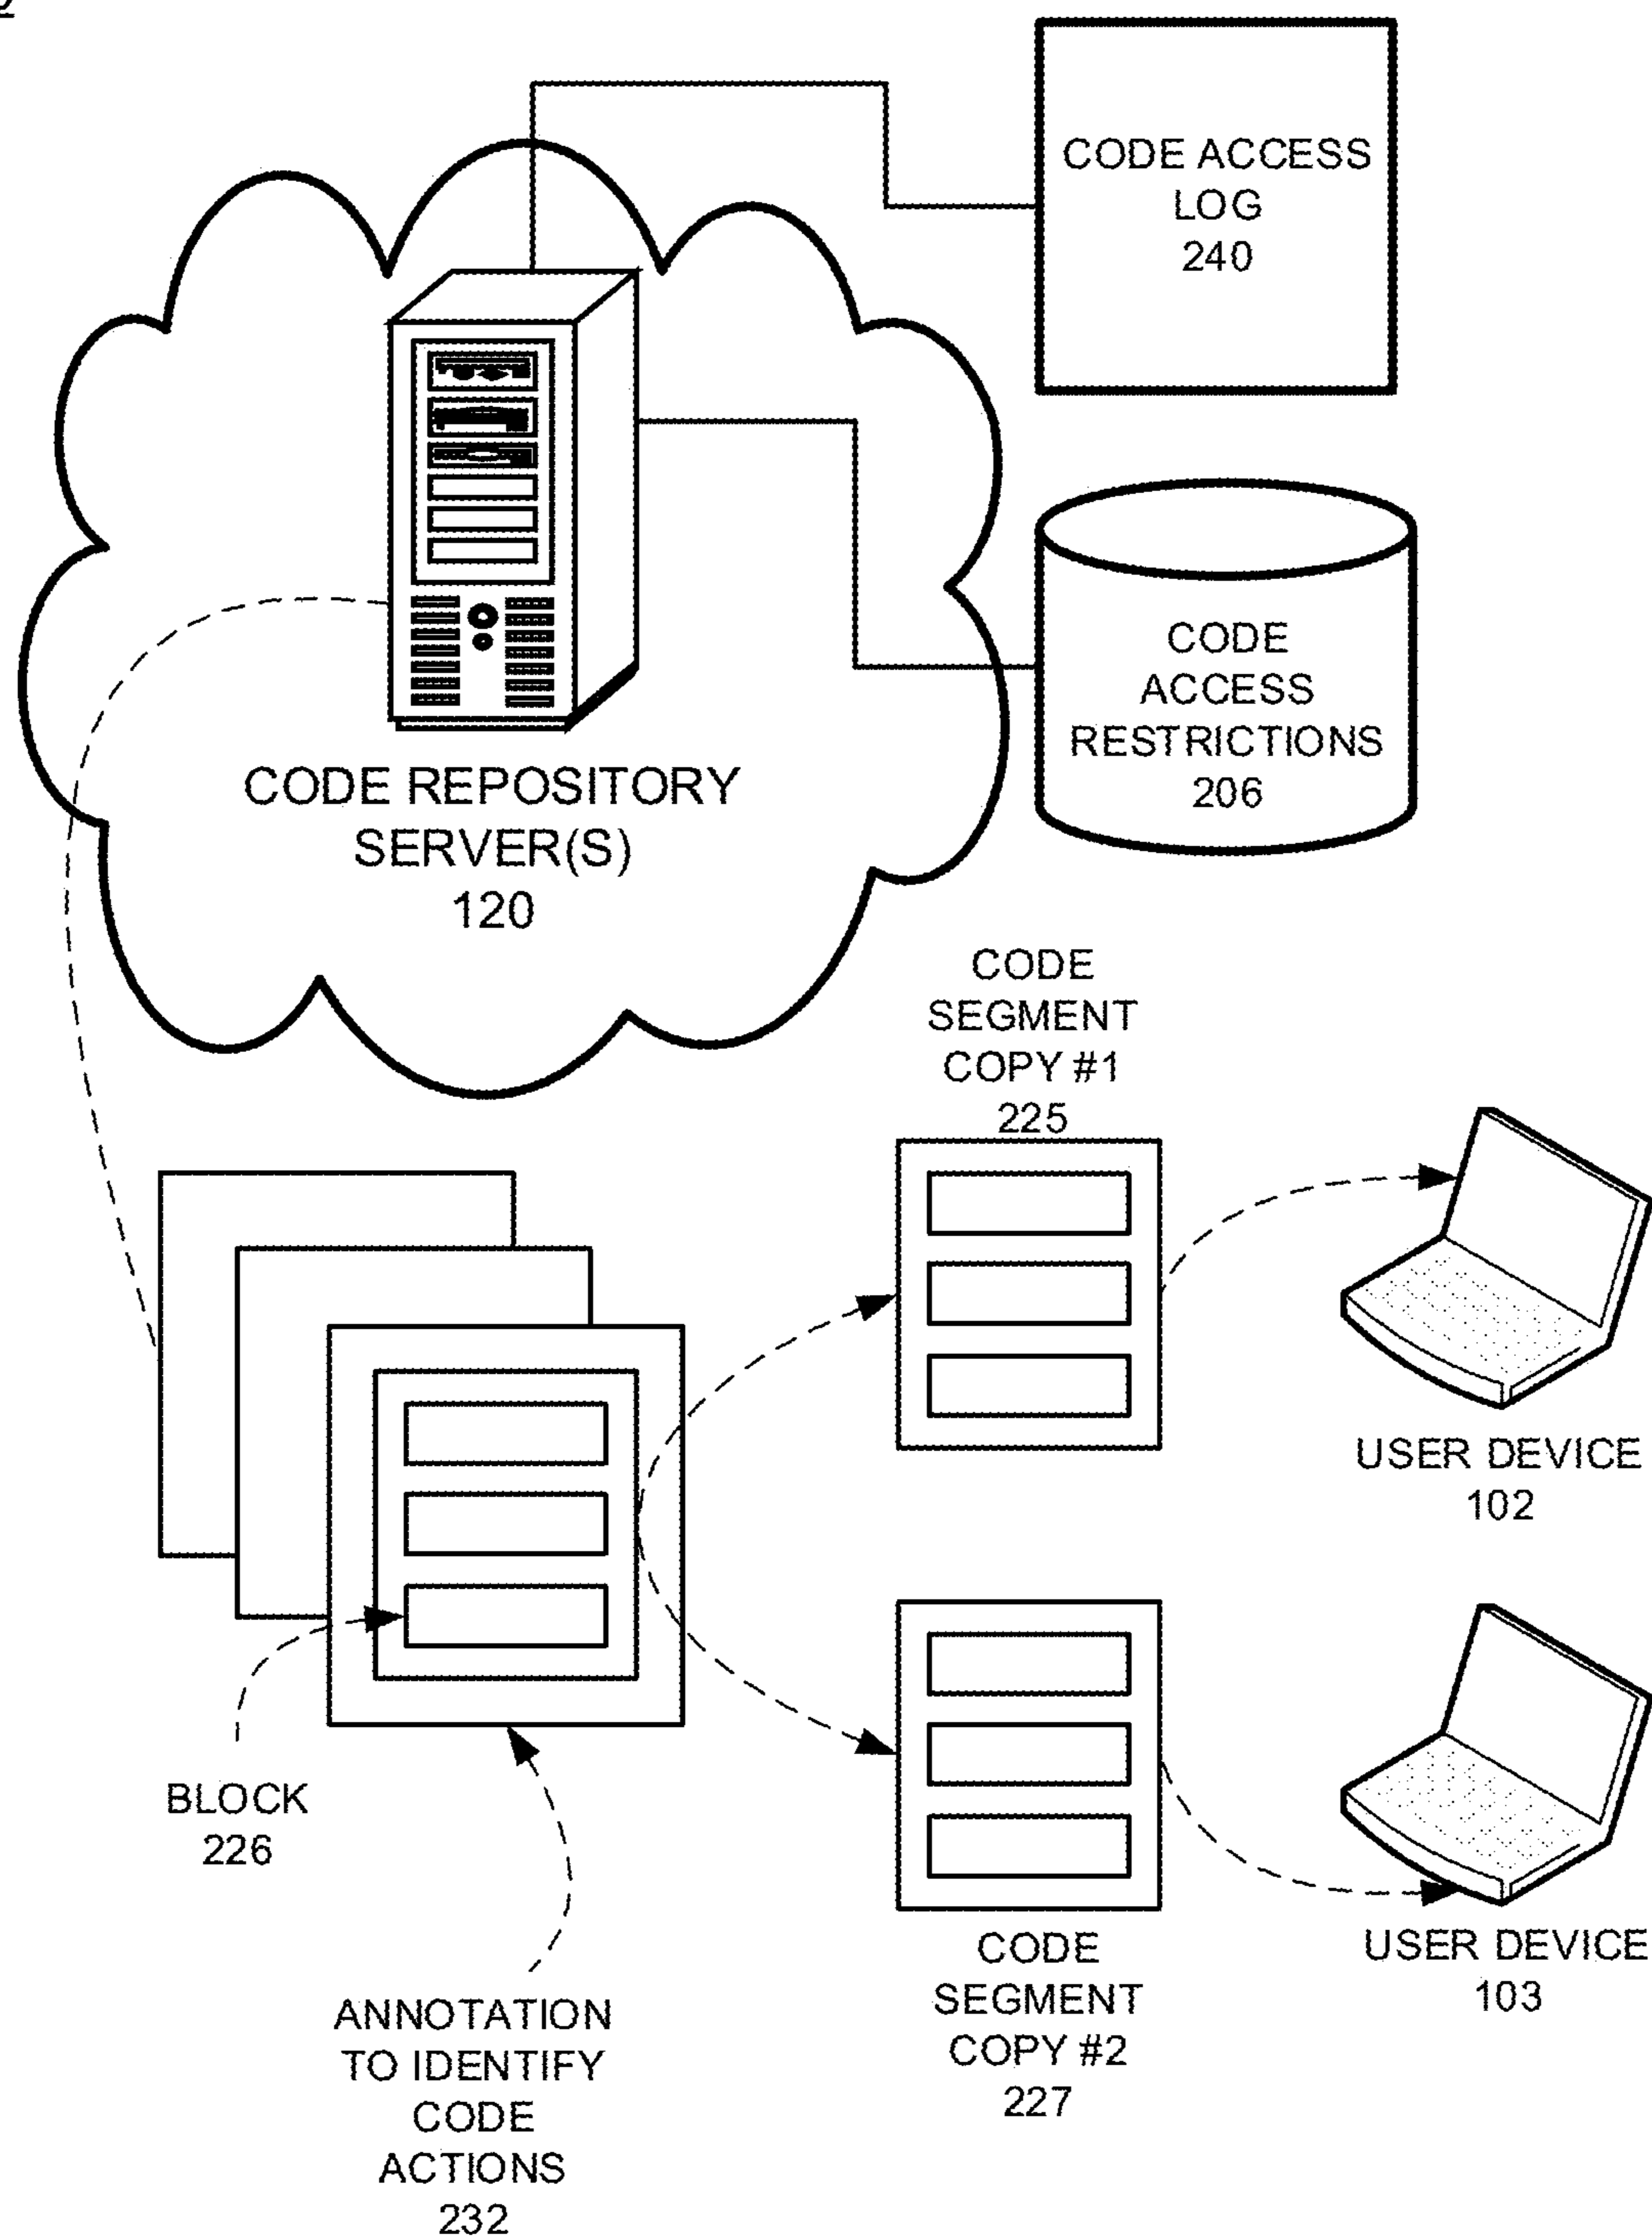 CODE ACCESS
LOG
240
CODE
ACCESS
RESTRICTIONS
206
CODE REPOSITORY
SERVER(S)
120
CODE
SEGMENT
COPY #1
225
USER DEVICE
102
BLOCK
226
CODE
SEGMENT
COPY #2
227
USER DEVICE
103
ANNOTATION
TO IDENTIFY
CODE
ACTIONS
232